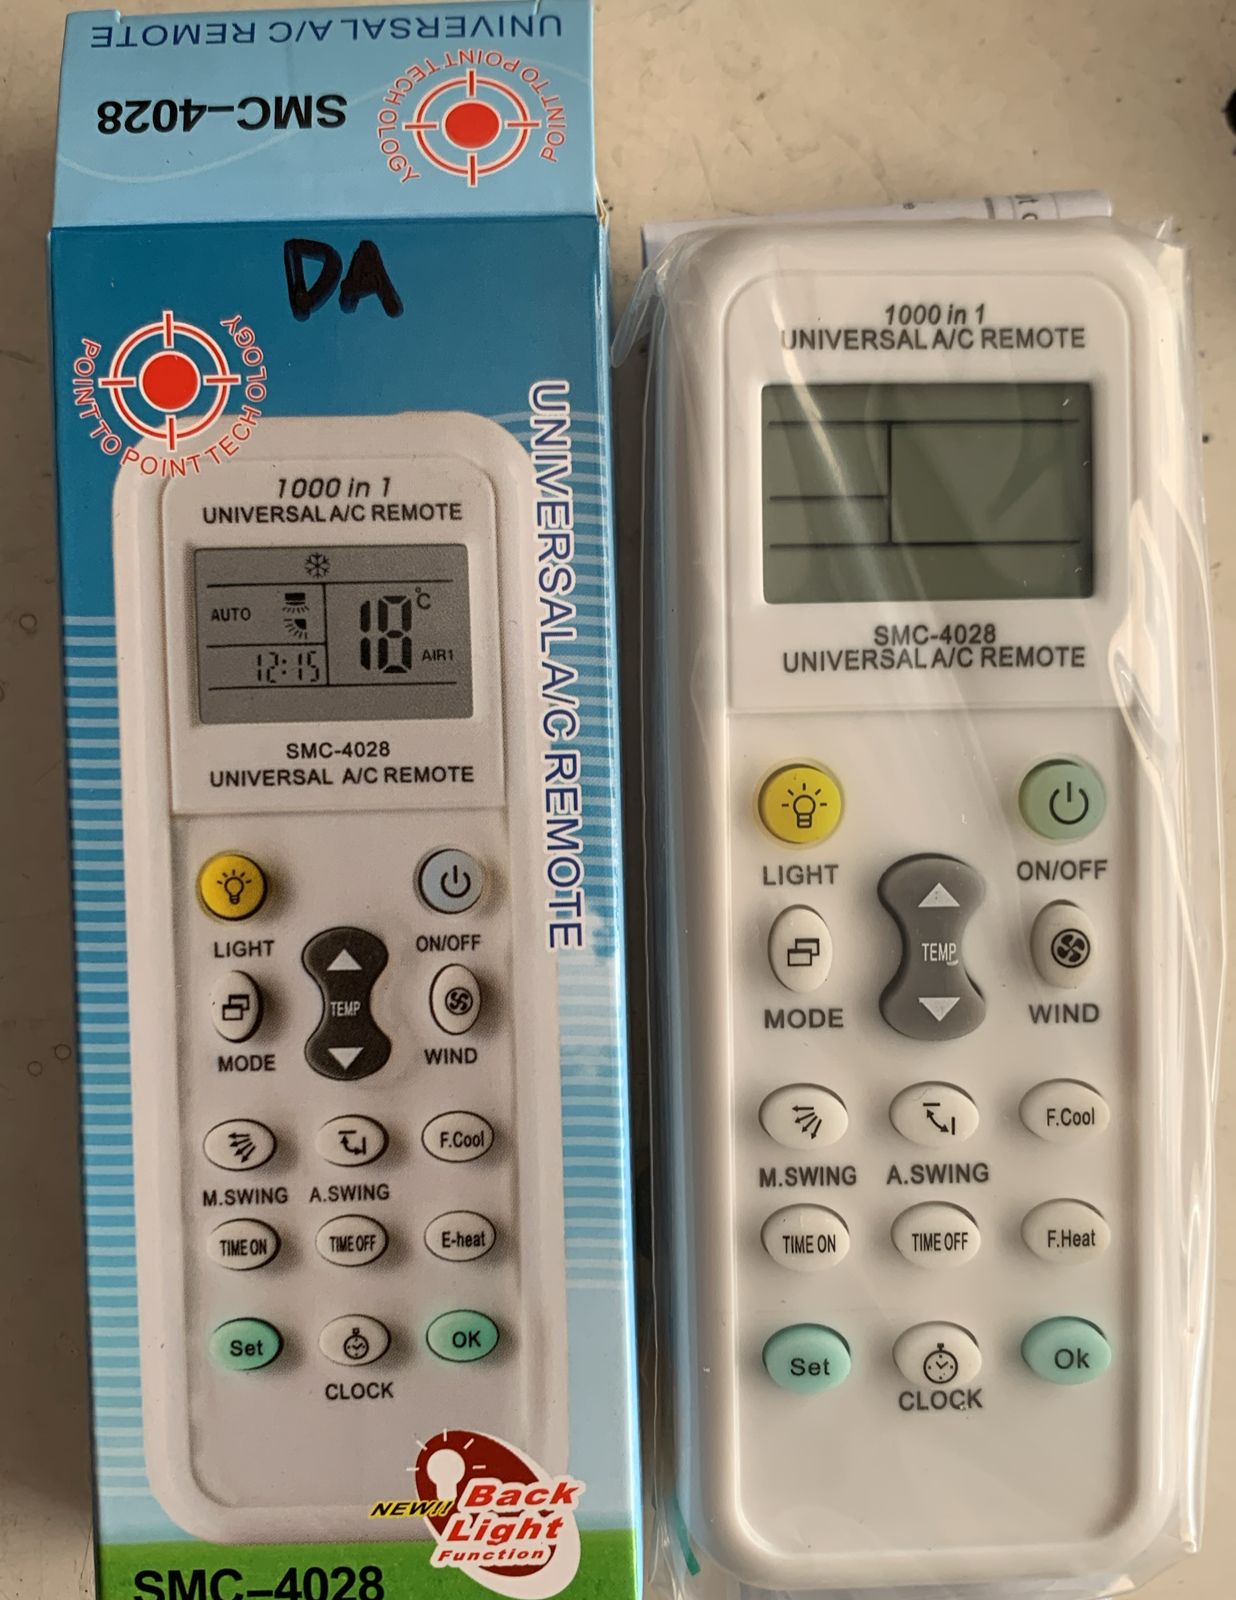 UNIVERSAL A/C REMOTE
SMC-4028
POINT TO POINT TECHOLOGY
DA
POINT TO POINT TECHOLOGY
UNIVERSAL A/C REMOTE
1000 in 1
UNIVERSAL A/C REMOTE
AUTO
18°C
12:15
AIR1
SMC-4028
UNIVERSAL A/C REMOTE
LIGHT
ON/OFF
TEMP
MODE
WIND
F.Cool
M.SWING
A.SWING
TIME ON
TIME OFF
E-heat
Set
OK
CLOCK
NEW!!
Back
Light
Function
SMC-4028
1000 in 1
UNIVERSAL A/C REMOTE
SMC-4028
UNIVERSAL A/C REMOTE
LIGHT
ON/OFF
TEMP
MODE
WIND
F.Cool
M.SWING
A.SWING
TIME ON
TIME OFF
F.Heat
Set
Ok
CLOCK